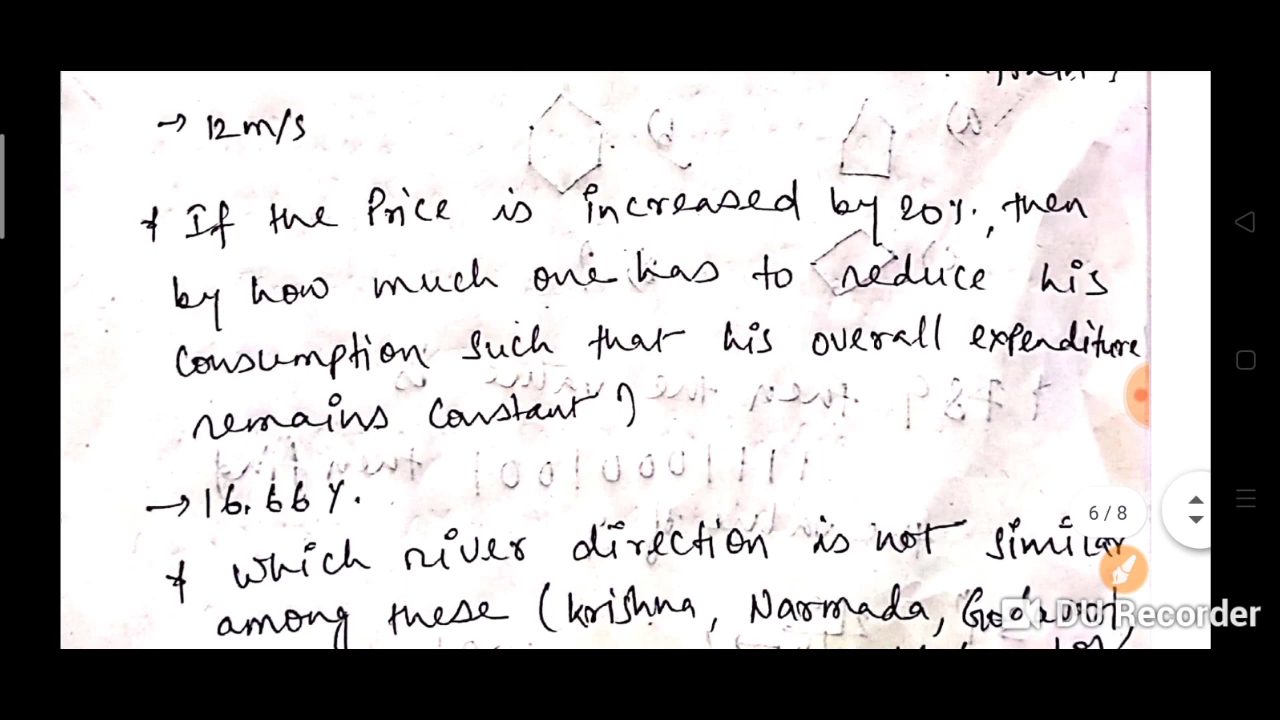 → 12m/s
* If the Price is increased by 20%, then
by how much one has to reduce his
consumption such that his overall expenditure
remains constant?
→ 16.66%.
6 / 8
* which river direction is not similar
among these (Krishna, Narmada,
DU Recorder